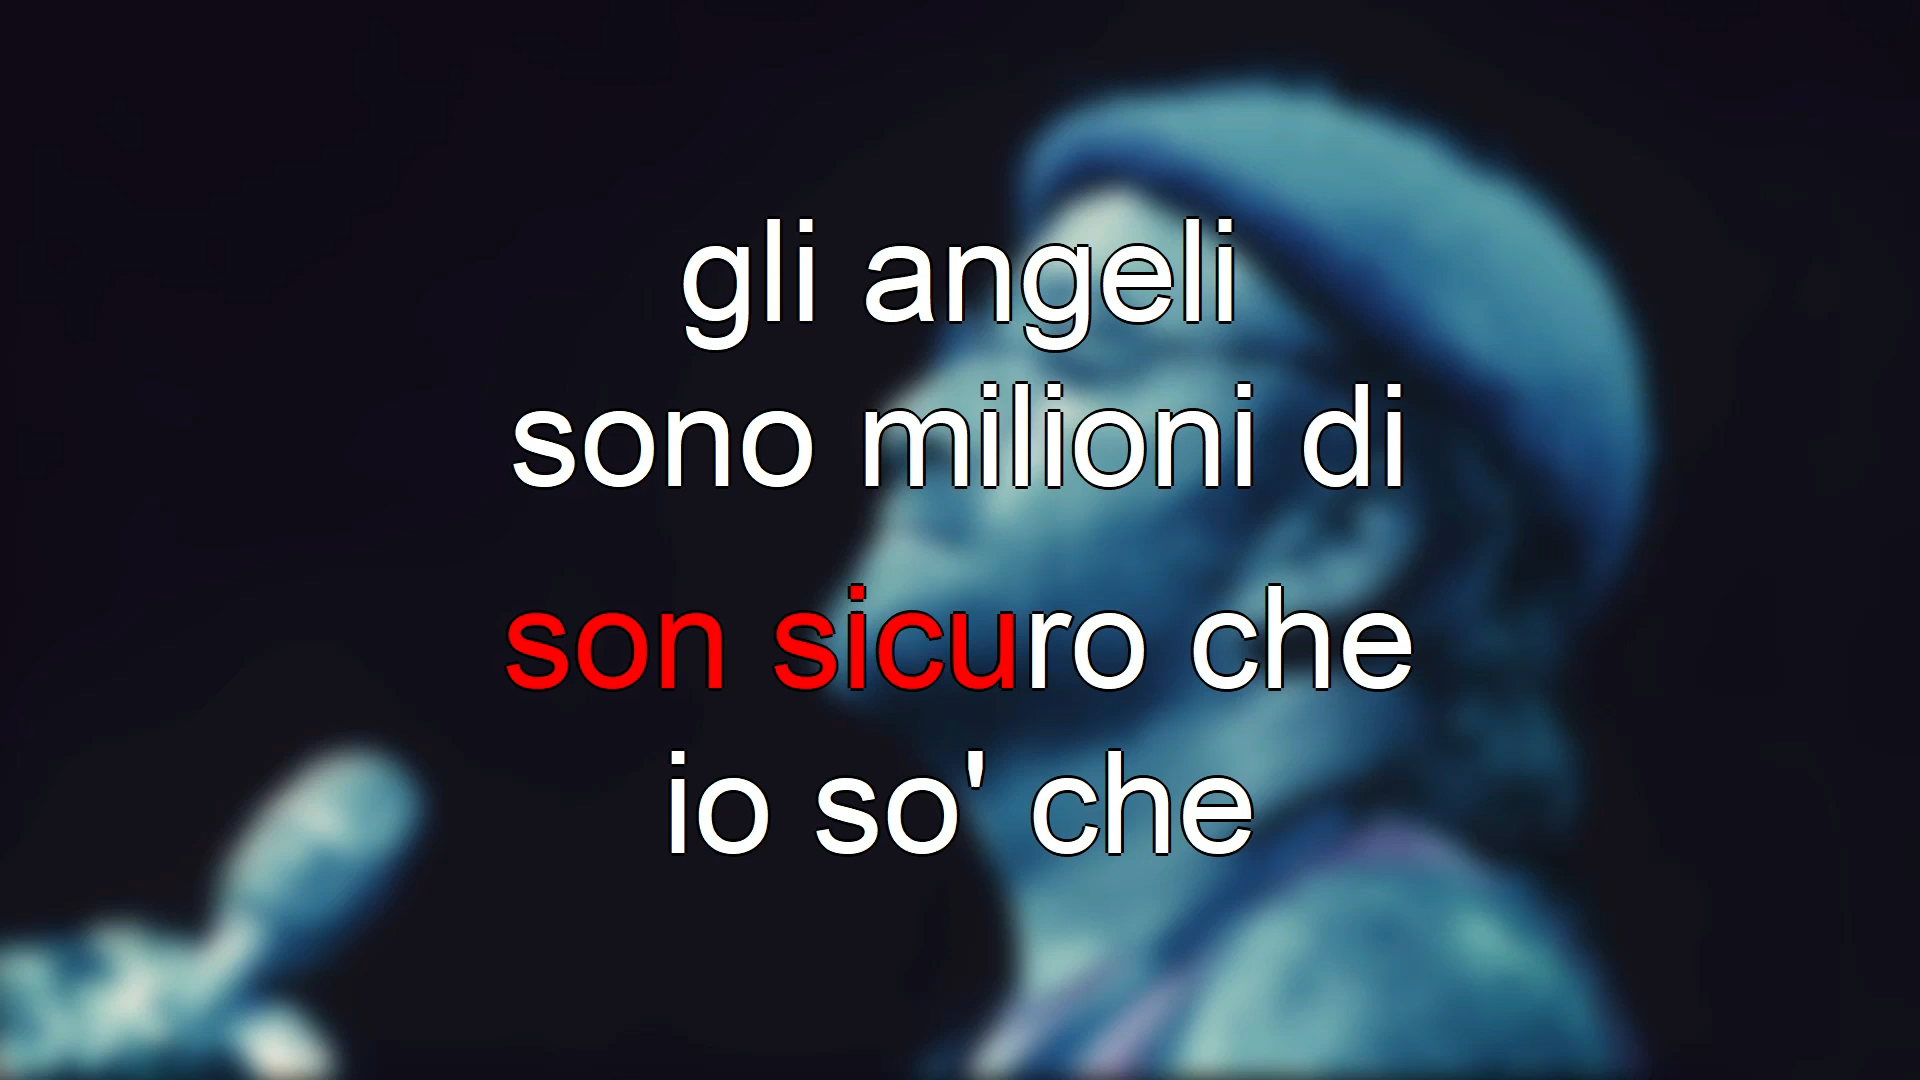 gli angeli
sono milioni di
son sicuro che
io so' che